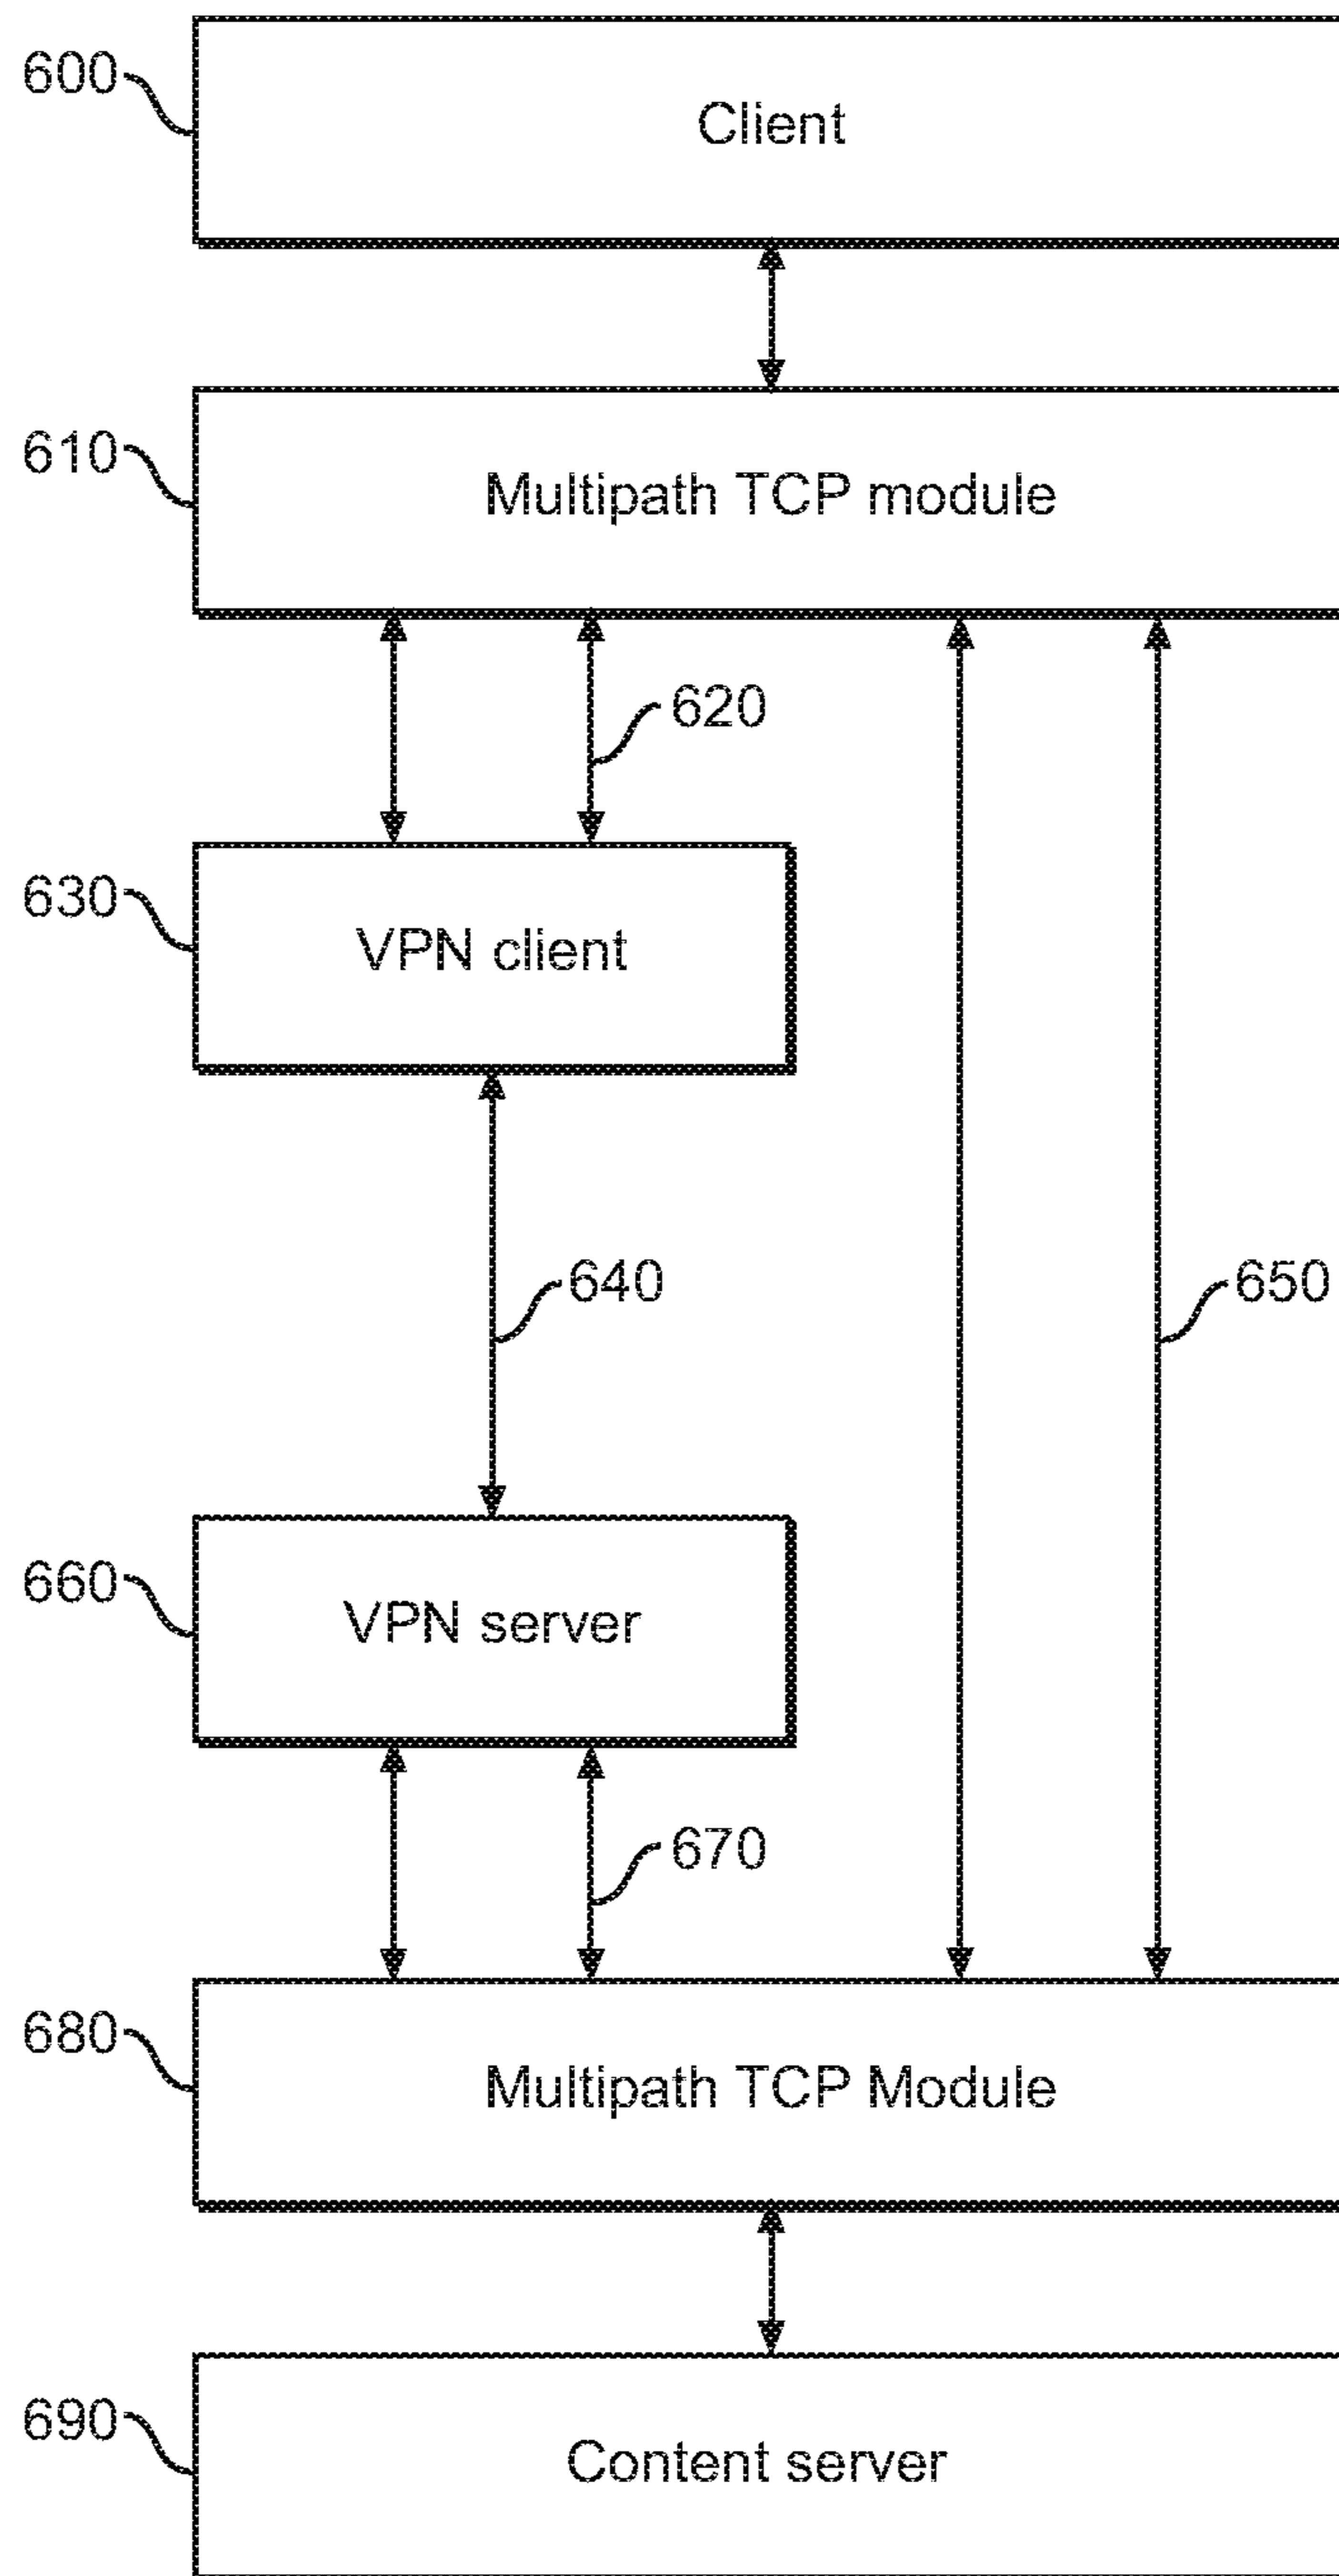 600
Client
610
Multipath TCP module
620
630
VPN client
640
650
660
VPN server
670
680
Multipath TCP Module
690
Content server